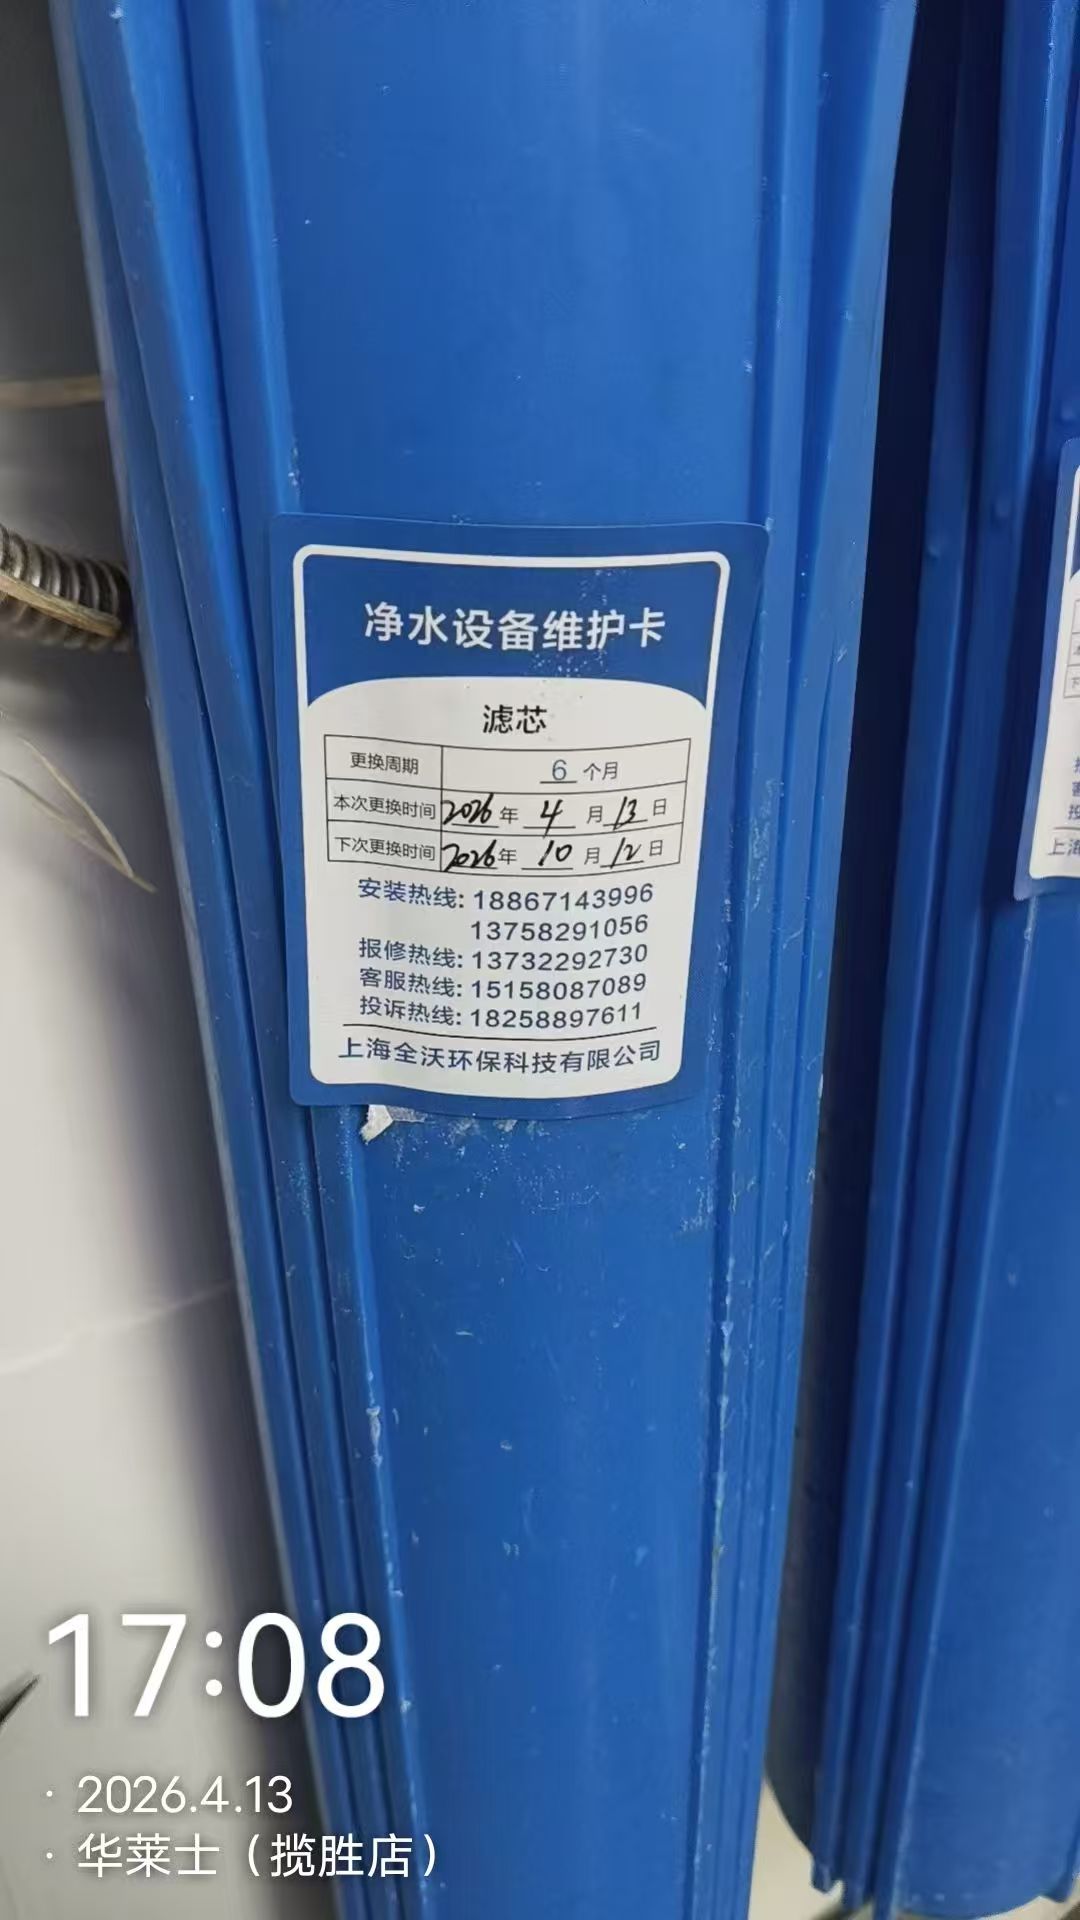 净水设备维护卡
滤芯
更换周期 6 个月
本次更换时间 2026 年 4 月 13 日
下次更换时间 2026 年 10 月 12 日
安装热线: 18867143996
13758291056
报修热线: 13732292730
客服热线: 15158087089
投诉热线: 18258897611
上海全沃环保科技有限公司
17:08
· 2026.4.13
· 华莱士（揽胜店）